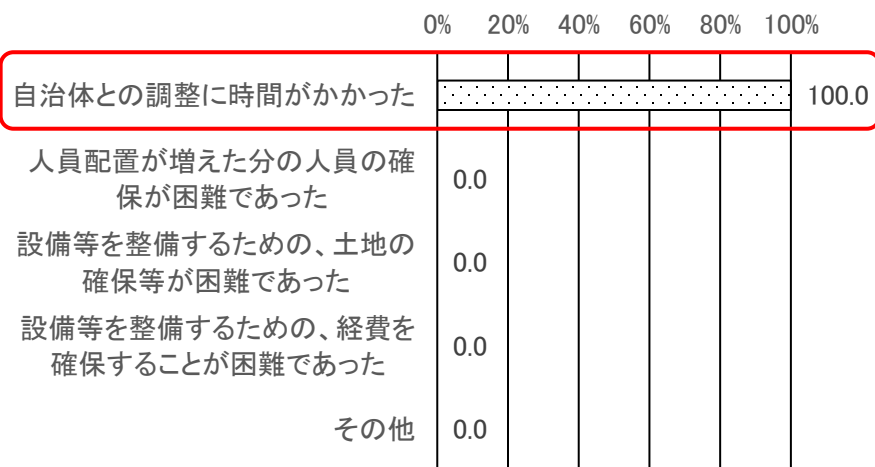 0% 20% 40% 60% 80% 100%
自治体との調整に時間がかかった 100.0
人員配置が増えた分の人員の確
保が困難であった 0.0
設備等を整備するための、土地の
確保等が困難であった 0.0
設備等を整備するための、経費を
確保することが困難であった 0.0
その他 0.0